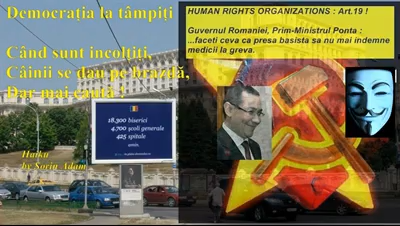 Democrația la tâmpiți
Când sunt încolțiți,
Câinii se dau pe brazdă,
Dar mai caută !
Haiku
by Sorin Adam
18.300 biserici
4.700 școli generale
425 spitale
amin.
HUMAN RIGHTS ORGANIZATIONS : Art.19 !
Guvernul Romaniei, Prim-Ministrul Ponta :
...faceti ceva ca presa basista sa nu mai indemne
medicii la greva.